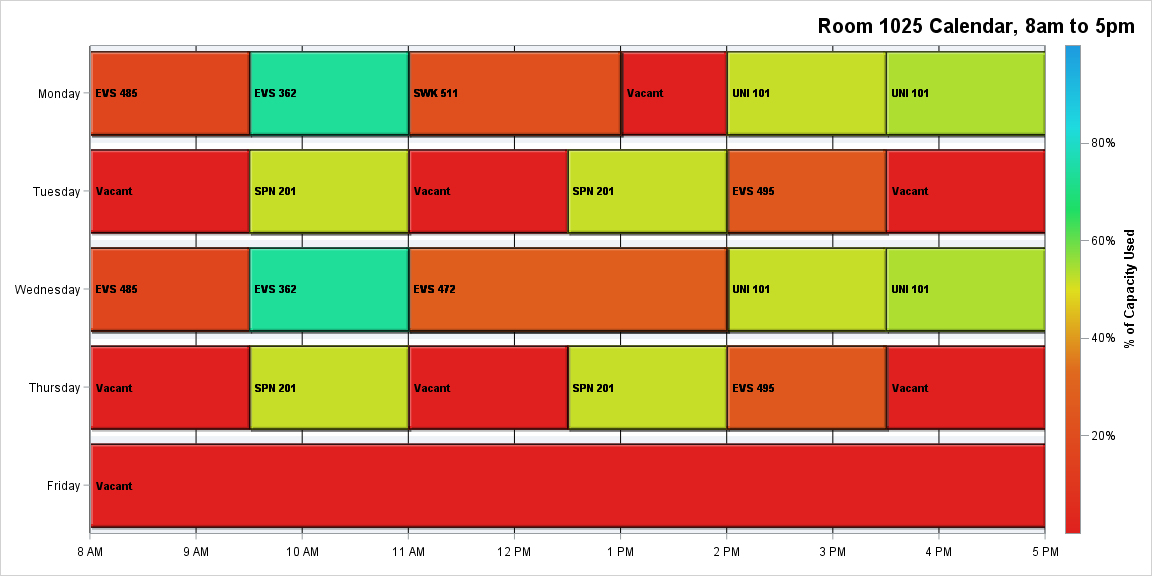 Room 1025 Calendar, 8am to 5pm
Monday
EVS 485
EVS 362
SWK 511
Vacant
UNI 101
UNI 101
Tuesday
Vacant
SPN 201
Vacant
SPN 201
EVS 495
Vacant
Wednesday
EVS 485
EVS 362
EVS 472
UNI 101
UNI 101
Thursday
Vacant
SPN 201
Vacant
SPN 201
EVS 495
Vacant
Friday
Vacant
8 AM
9 AM
10 AM
11 AM
12 PM
1 PM
2 PM
3 PM
4 PM
5 PM
80%
60%
40%
20%
% of Capacity Used